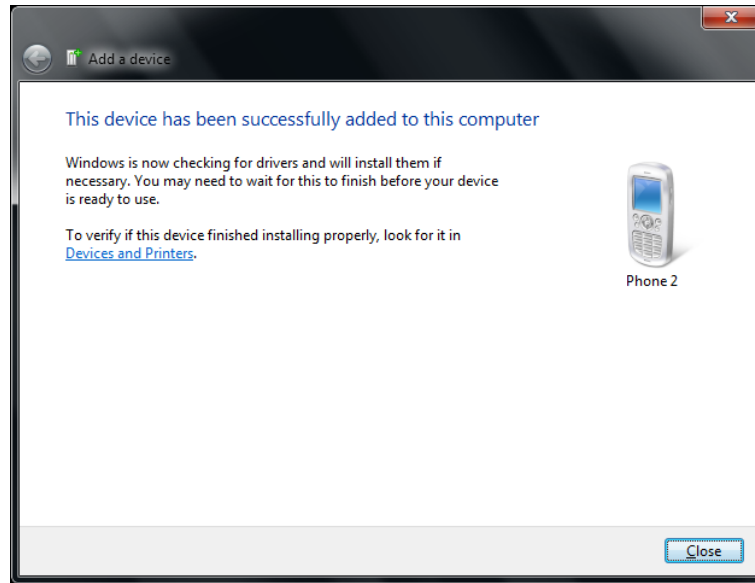 Add a device
This device has been successfully added to this computer
Windows is now checking for drivers and will install them if
necessary. You may need to wait for this to finish before your device
is ready to use.
To verify if this device finished installing properly, look for it in
Devices and Printers.
Phone 2
Close